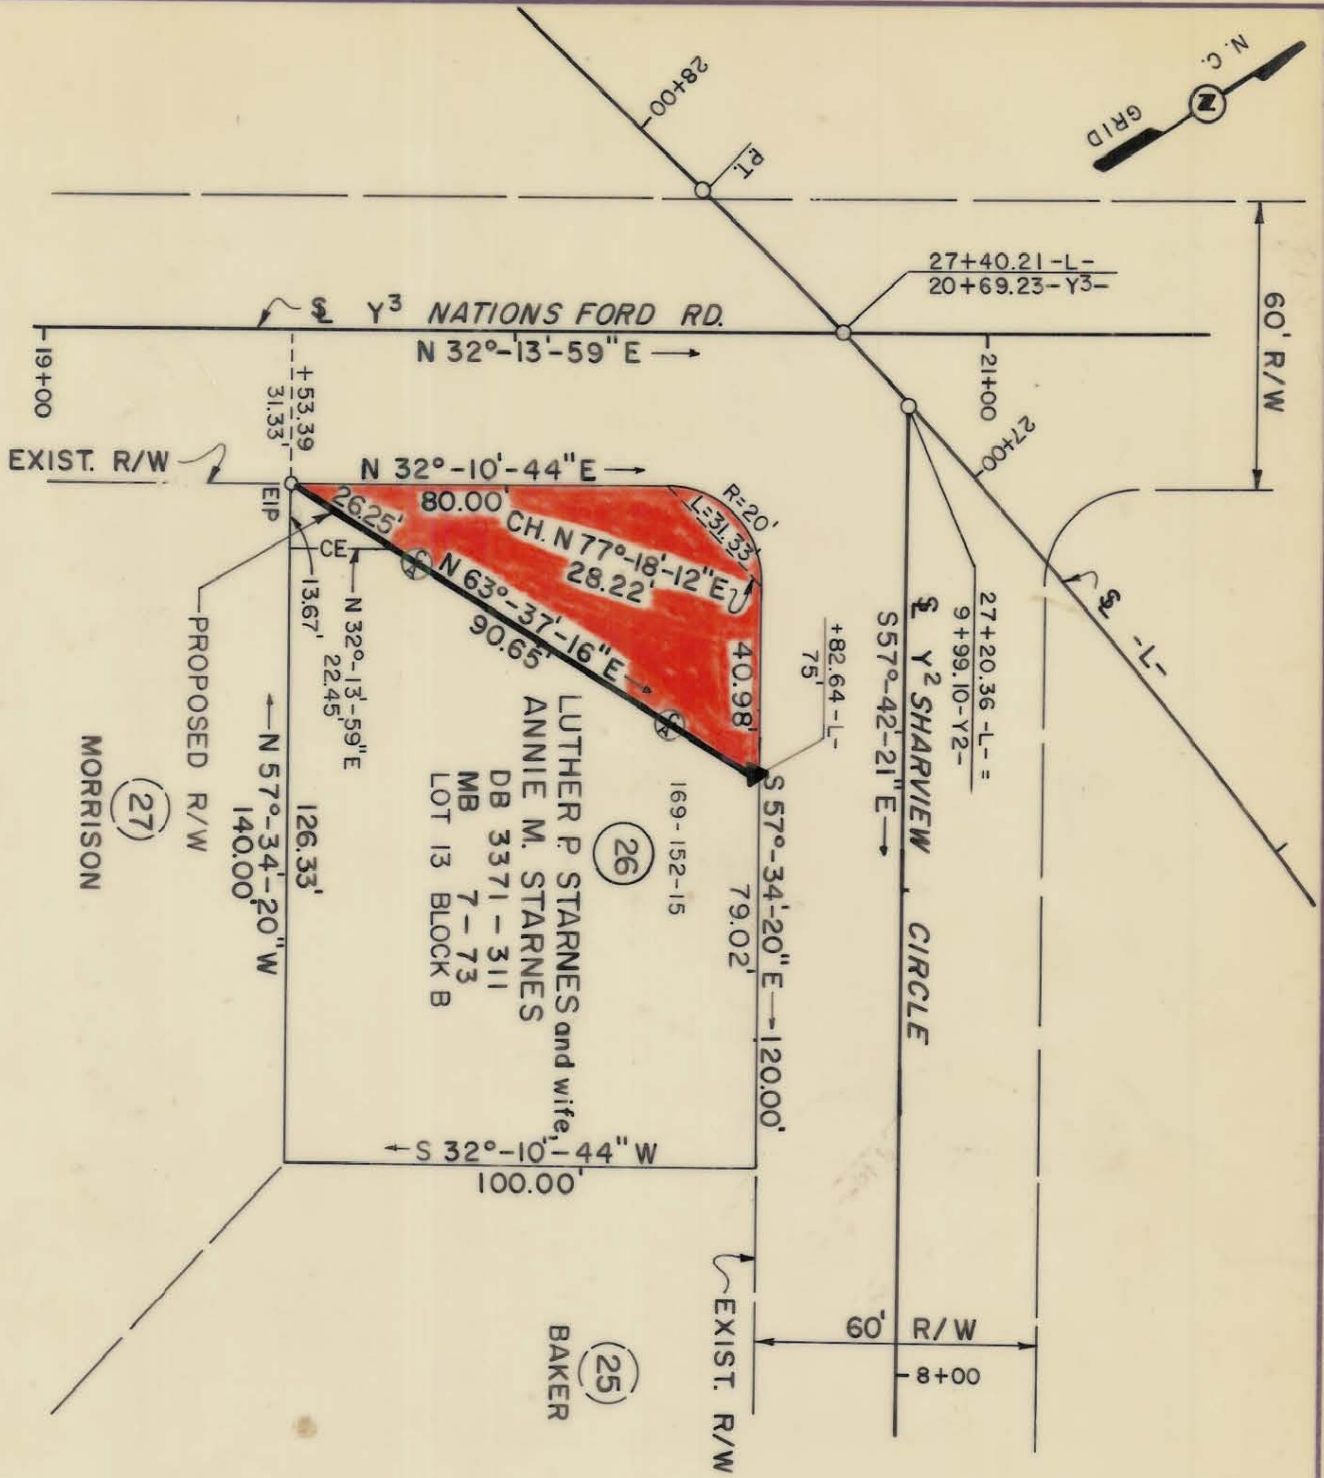 N. C.
N
GRID
28+00
P.T.
60' R/W
27+40.21 -L-
20+69.23-Y3-
℄ Y³ NATIONS FORD RD.
N 32°-13'-59" E
19+00
21+00
+53.39
31.33'
27+00
EXIST. R/W
N 32°-10'-44" E
80.00'
EIP
26.25'
R=20'
L=31.33'
CH. N 77°-18'-12" E
28.22'
CE
C/A
N 63°-37'-16" E
90.65'
C/A
13.67'
N 32°-13'-59" E
22.45'
40.98'
+82.64 -L-
75'
27+20.36 -L- =
9+99.10-Y2-
℄ -L-
℄ Y² SHARVIEW CIRCLE
S57°-42'-21" E
PROPOSED R/W
27
MORRISON
N 57°-34'-20" W
140.00'
126.33'
LUTHER P. STARNES and wife,
ANNIE M. STARNES
DB 3371 - 311
MB 7 - 73
LOT 13 BLOCK B
26
169-152-15
S 57°-34'-20" E 120.00'
79.02'
S 32°-10'-44" W
100.00'
25
BAKER
EXIST. R/W
60' R/W
8+00